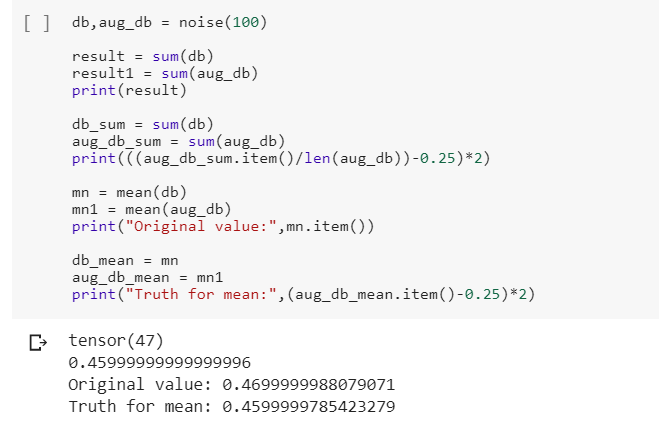 [ ] db,aug_db = noise(100)
result = sum(db)
result1 = sum(aug_db)
print(result)
db_sum = sum(db)
aug_db_sum = sum(aug_db)
print(((aug_db_sum.item()/len(aug_db))-0.25)*2)
mn = mean(db)
mn1 = mean(aug_db)
print("Original value:",mn.item())
db_mean = mn
aug_db_mean = mn1
print("Truth for mean:",(aug_db_mean.item()-0.25)*2)
tensor(47)
0.45999999999999996
Original value: 0.4699999988079071
Truth for mean: 0.4599999785423279